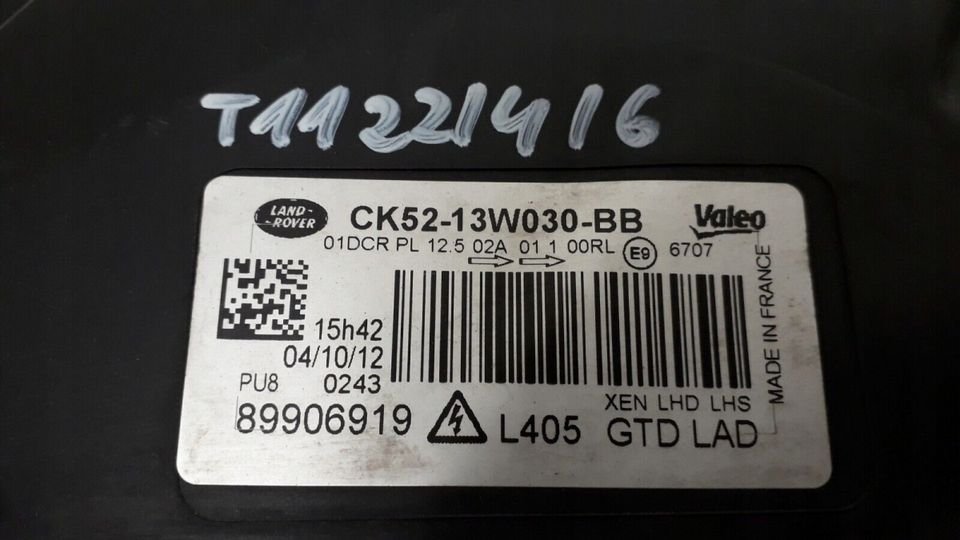 T11221416
LAND-
ROVER
CK52-13W030-BB
Valeo
01DCR PL 12.5 02A 01 1 00RL E9 6707
15h42
04/10/12
PU8 0243
89906919
XEN LHD LHS
L405 GTD LAD
MADE IN FRANCE